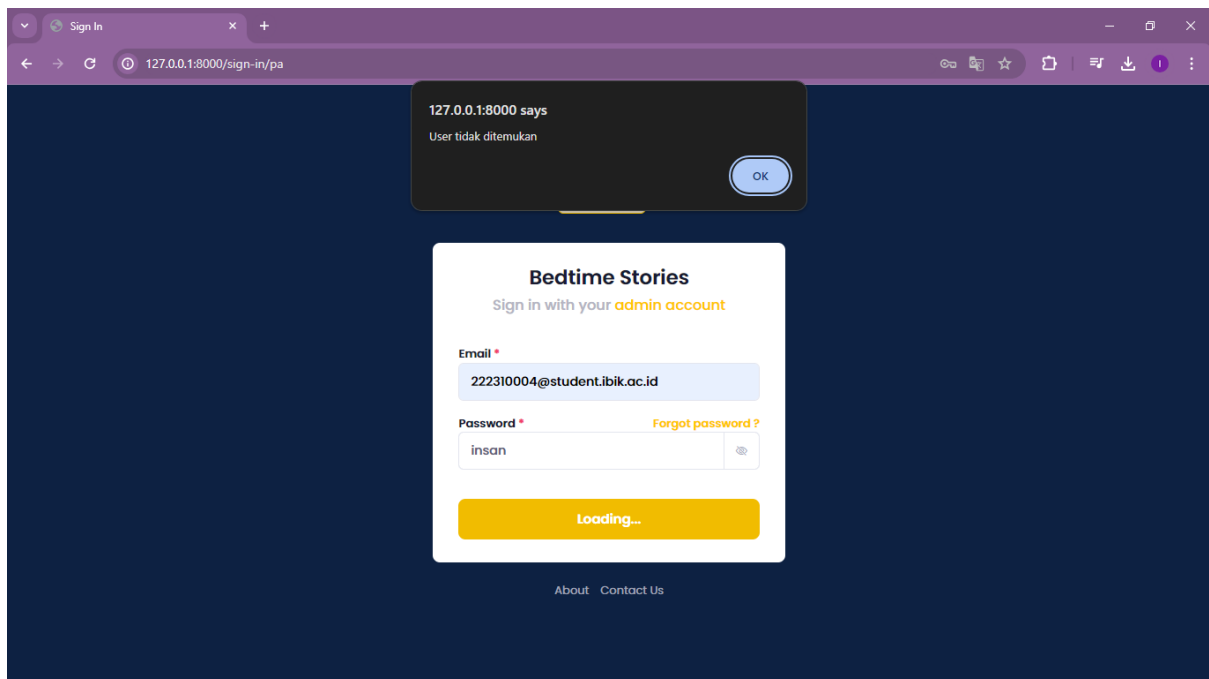 Sign In
127.0.0.1:8000/sign-in/pa
127.0.0.1:8000 says
User tidak ditemukan
OK
Bedtime Stories
Sign in with your admin account
Email *
222310004@student.ibik.ac.id
Password * Forgot password ?
insan
Loading...
About Contact Us